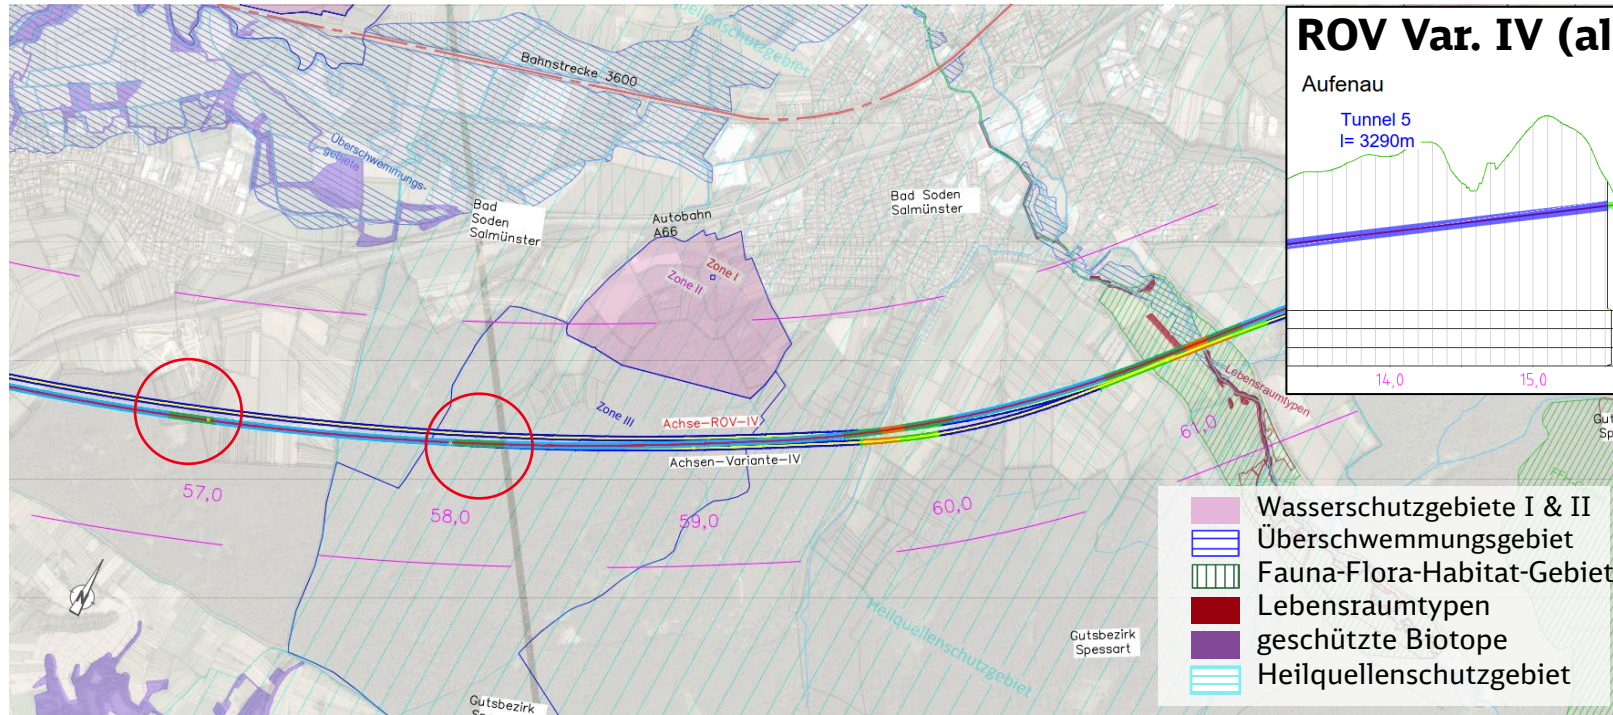 Heilquellenschutzgebiet
Bahnstrecke 3600
Überschwemmungs-
gebiete
Bad
Soden
Salmünster
Autobahn
A66
Bad Soden
Salmünster
Zone I
Zone II
Zone III
Achse-ROV-IV
Achsen-Variante-IV
Lebensraumtypen
57,0
58,0
59,0
60,0
61,0
Heilquellenschutzgebiet
Gutsbezirk
Spessart
Gutsbezirk
ROV Var. IV (al
Aufenau
Tunnel 5
l= 3290m
14,0
15,0
Gut
Sp
Wasserschutzgebiete I & II
Überschwemmungsgebiet
Fauna-Flora-Habitat-Gebiet
Lebensraumtypen
geschützte Biotope
Heilquellenschutzgebiet